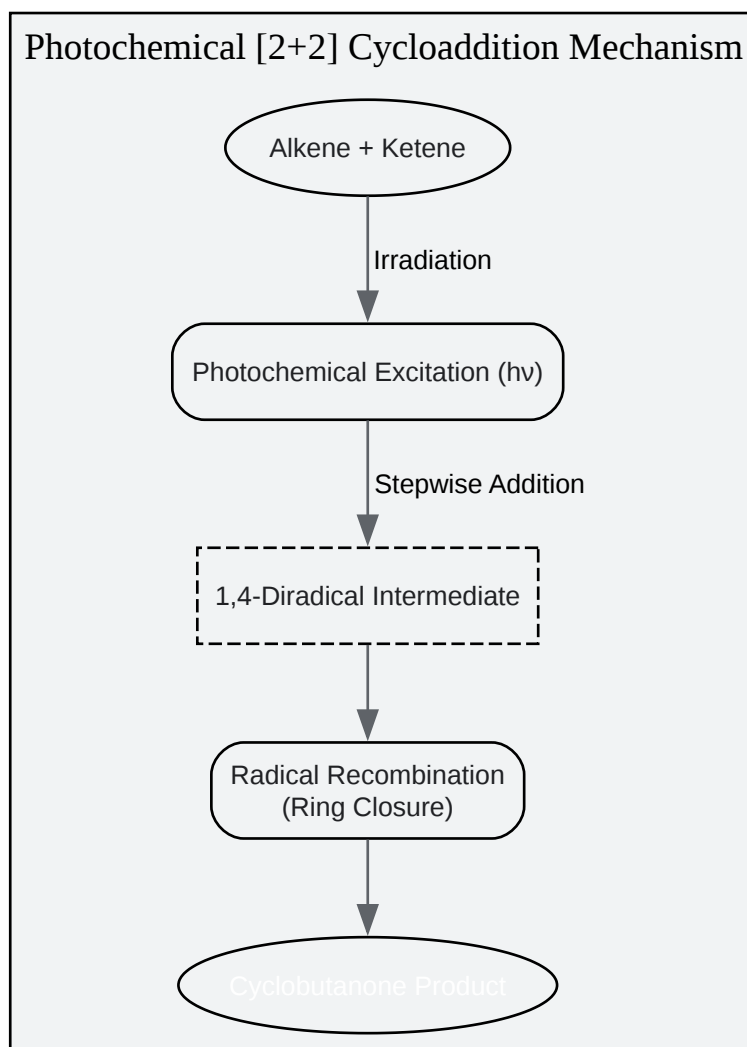 Photochemical [2+2] Cycloaddition Mechanism
Alkene + Ketene
Irradiation
Photochemical Excitation (hν)
Stepwise Addition
1,4-Diradical Intermediate
Radical Recombination
(Ring Closure)
Cyclobutanone Product